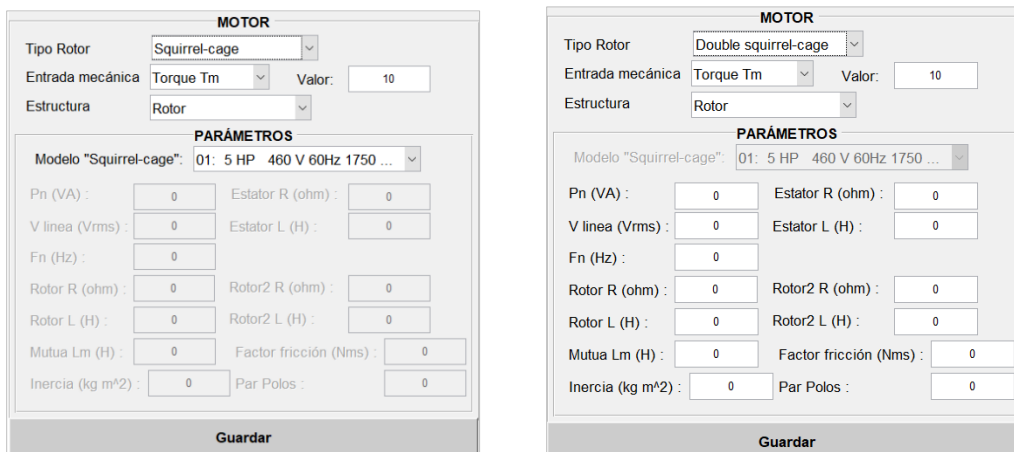 MOTOR
Tipo Rotor Squirrel-cage
Entrada mecánica Torque Tm Valor: 10
Estructura Rotor
PARÁMETROS
Modelo "Squirrel-cage": 01: 5 HP 460 V 60Hz 1750 ...
Pn (VA) : 0 Estator R (ohm) : 0
V linea (Vrms) : 0 Estator L (H) : 0
Fn (Hz) : 0
Rotor R (ohm) : 0 Rotor2 R (ohm) : 0
Rotor L (H) : 0 Rotor2 L (H) : 0
Mutua Lm (H) : 0 Factor fricción (Nms) : 0
Inercia (kg m^2) : 0 Par Polos : 0
Guardar
MOTOR
Tipo Rotor Double squirrel-cage
Entrada mecánica Torque Tm Valor: 10
Estructura Rotor
PARÁMETROS
Modelo "Squirrel-cage": 01: 5 HP 460 V 60Hz 1750 ...
Pn (VA) : 0 Estator R (ohm) : 0
V linea (Vrms) : 0 Estator L (H) : 0
Fn (Hz) : 0
Rotor R (ohm) : 0 Rotor2 R (ohm) : 0
Rotor L (H) : 0 Rotor2 L (H) : 0
Mutua Lm (H) : 0 Factor fricción (Nms) : 0
Inercia (kg m^2) : 0 Par Polos : 0
Guardar